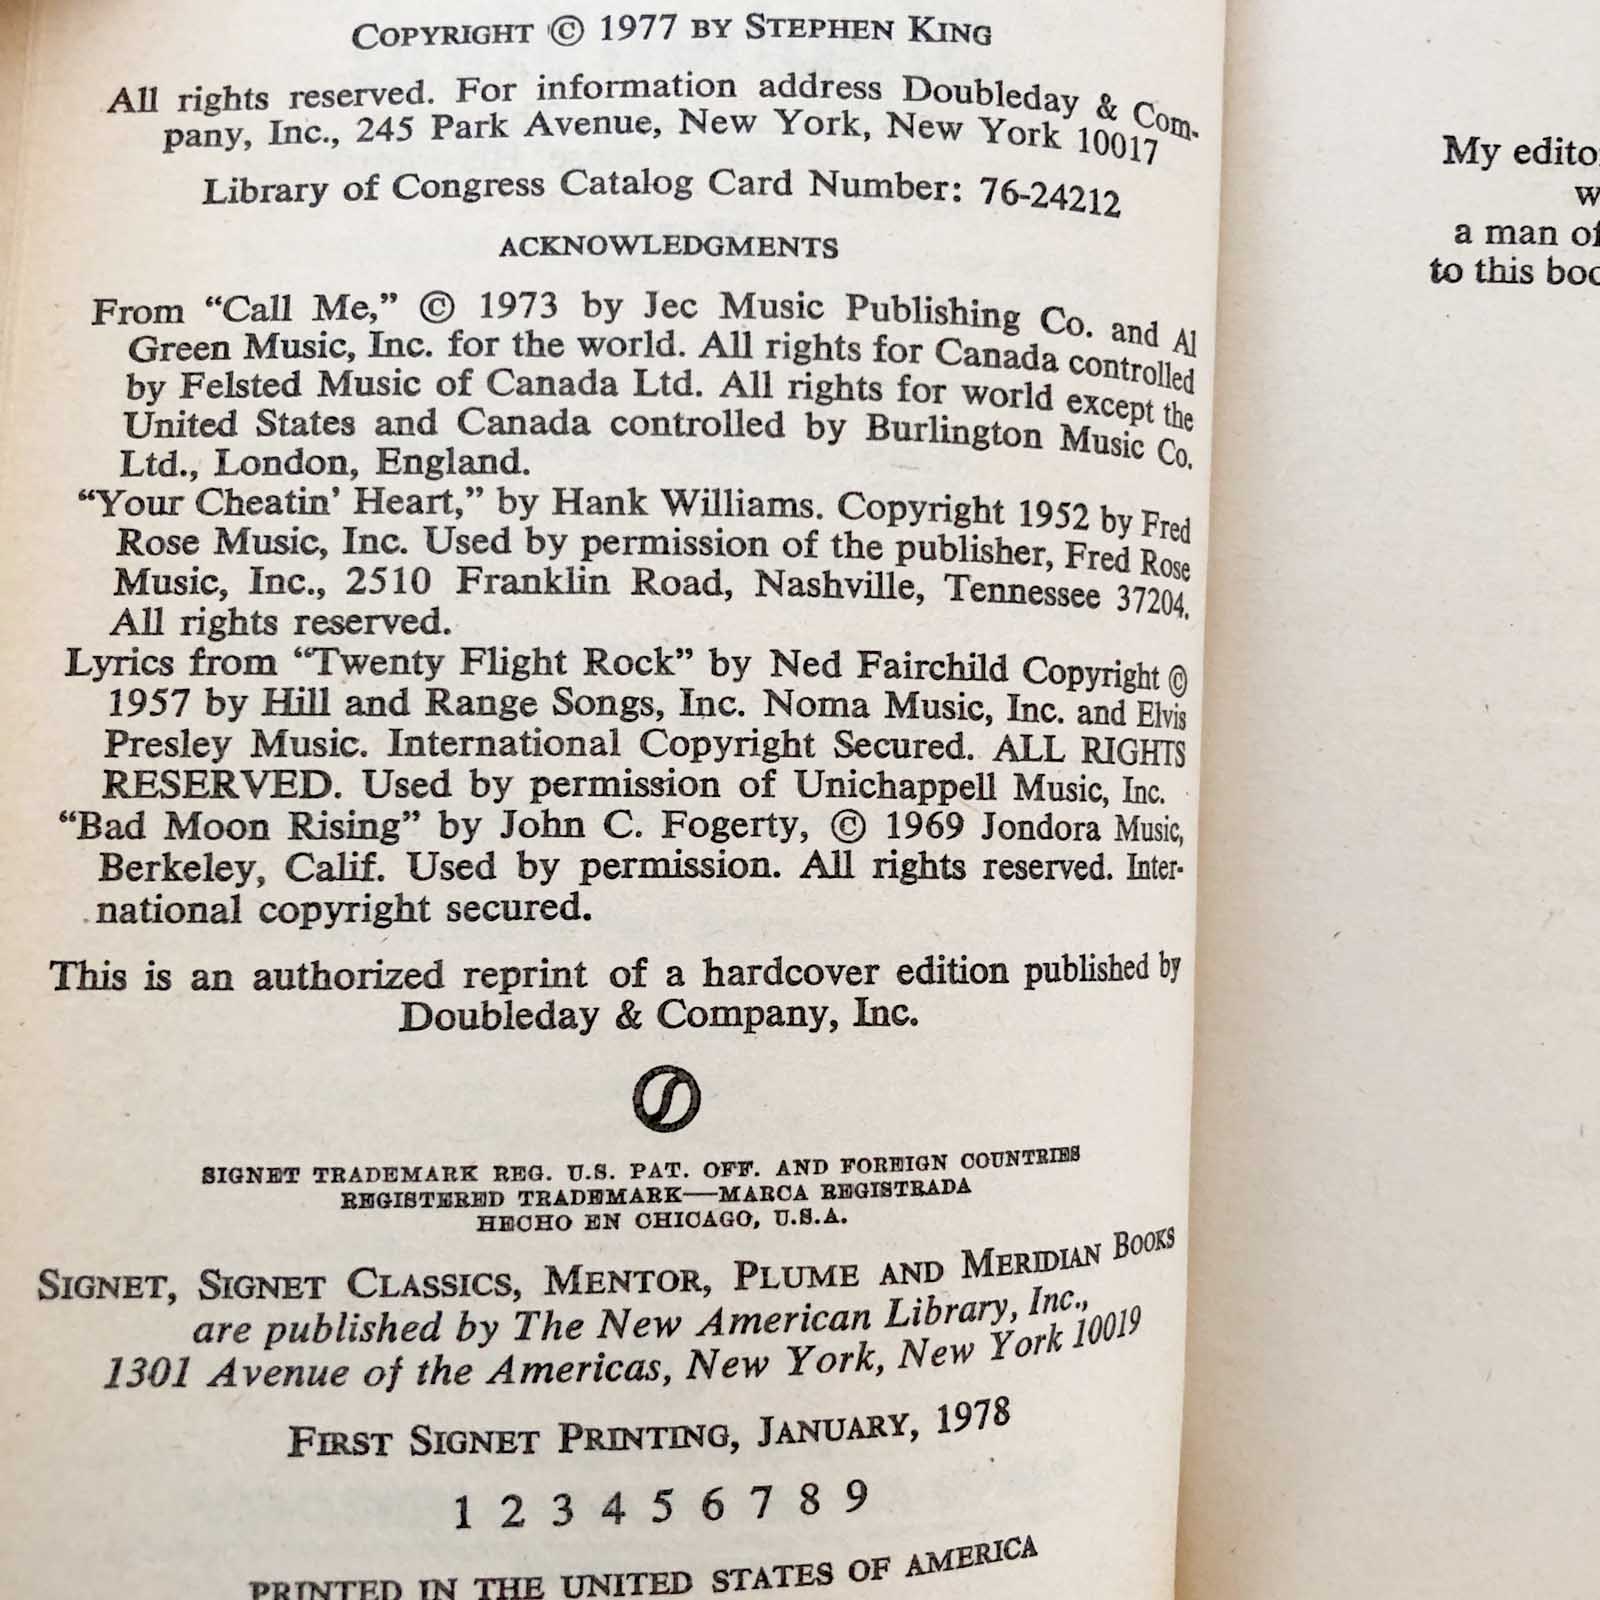 COPYRIGHT © 1977 BY STEPHEN KING
All rights reserved. For information address Doubleday & Com-
pany, Inc., 245 Park Avenue, New York, New York 10017
Library of Congress Catalog Card Number: 76-24212
ACKNOWLEDGMENTS
From “Call Me,” © 1973 by Jec Music Publishing Co. and Al
Green Music, Inc. for the world. All rights for Canada controlled
by Felsted Music of Canada Ltd. All rights for world except the
United States and Canada controlled by Burlington Music Co.
Ltd., London, England.
“Your Cheatin’ Heart,” by Hank Williams. Copyright 1952 by Fred
Rose Music, Inc. Used by permission of the publisher, Fred Rose
Music, Inc., 2510 Franklin Road, Nashville, Tennessee 37204.
All rights reserved.
Lyrics from “Twenty Flight Rock” by Ned Fairchild Copyright ©
1957 by Hill and Range Songs, Inc. Noma Music, Inc. and Elvis
Presley Music. International Copyright Secured. ALL RIGHTS
RESERVED. Used by permission of Unichappell Music, Inc.
“Bad Moon Rising” by John C. Fogerty, © 1969 Jondora Music,
Berkeley, Calif. Used by permission. All rights reserved. Inter-
national copyright secured.
This is an authorized reprint of a hardcover edition published by
Doubleday & Company, Inc.
SIGNET TRADEMARK REG. U.S. PAT. OFF. AND FOREIGN COUNTRIES
REGISTERED TRADEMARK—MARCA REGISTRADA
HECHO EN CHICAGO, U.S.A.
SIGNET, SIGNET CLASSICS, MENTOR, PLUME AND MERIDIAN BOOKS
are published by The New American Library, Inc.,
1301 Avenue of the Americas, New York, New York 10019
FIRST SIGNET PRINTING, JANUARY, 1978
1 2 3 4 5 6 7 8 9
PRINTED IN THE UNITED STATES OF AMERICA
My
a man of
to this